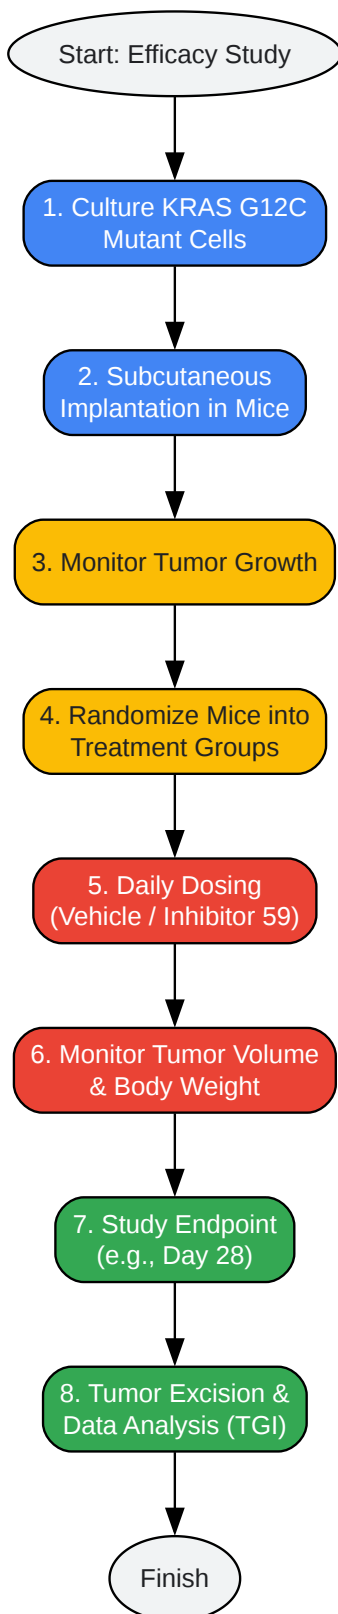 Start: Efficacy Study
1. Culture KRAS G12C
Mutant Cells
2. Subcutaneous
Implantation in Mice
3. Monitor Tumor Growth
4. Randomize Mice into
Treatment Groups
5. Daily Dosing
(Vehicle / Inhibitor 59)
6. Monitor Tumor Volume
& Body Weight
7. Study Endpoint
(e.g., Day 28)
8. Tumor Excision &
Data Analysis (TGI)
Finish